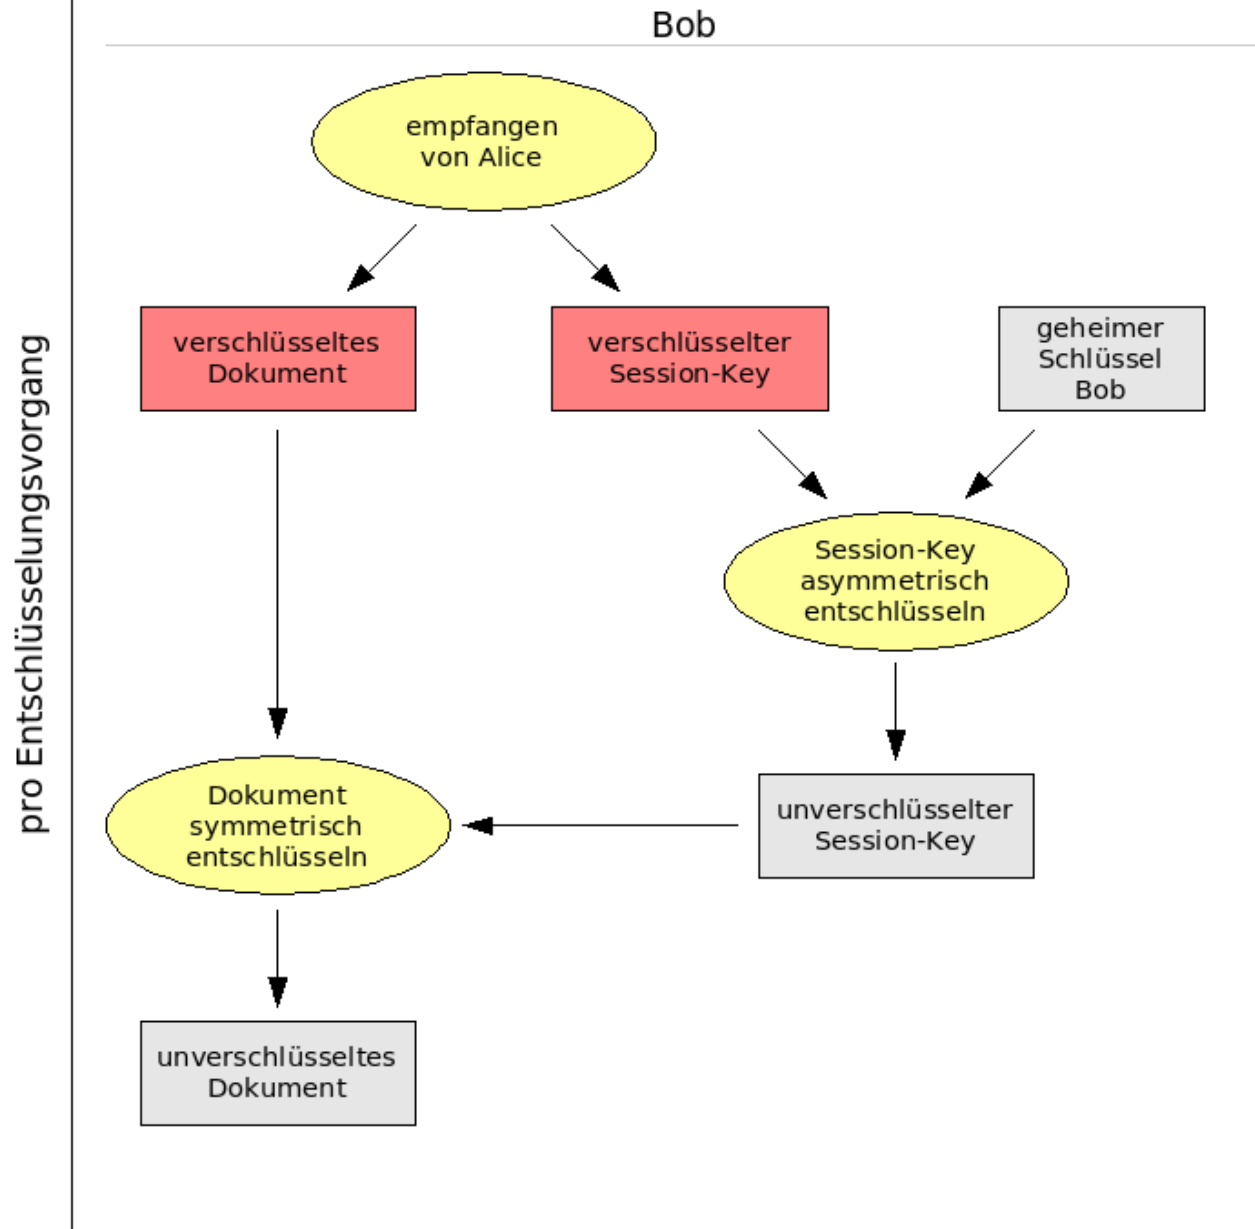 Bob
pro Entschlüsselungsvorgang
empfangen
von Alice
verschlüsseltes
Dokument
verschlüsselter
Session-Key
geheimer
Schlüssel
Bob
Session-Key
asymmetrisch
entschlüsseln
Dokument
symmetrisch
entschlüsseln
unverschlüsselter
Session-Key
unverschlüsseltes
Dokument